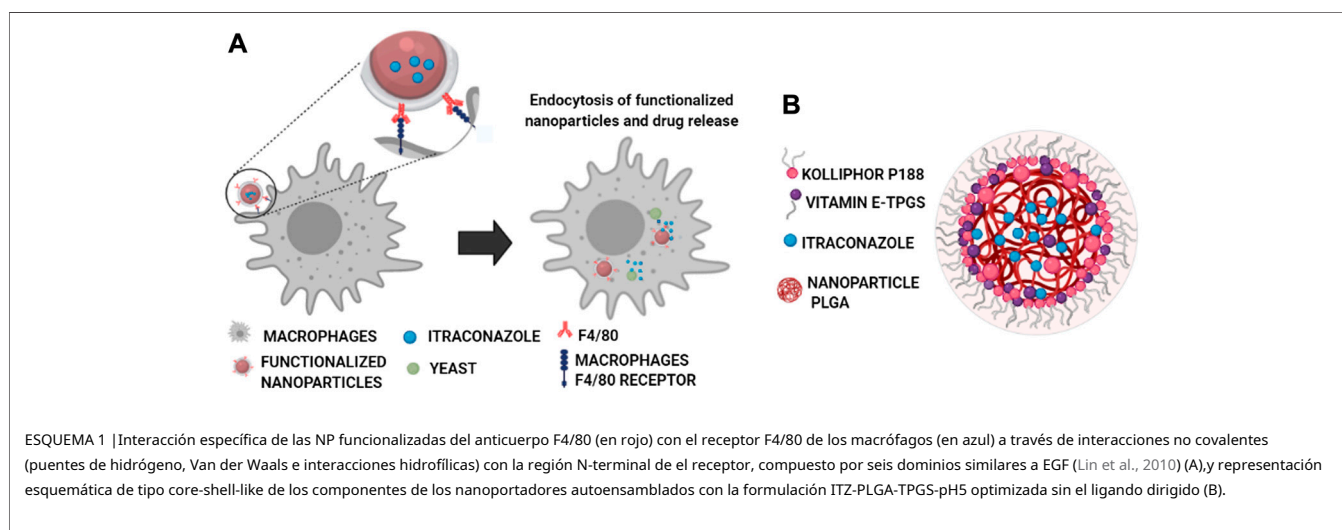 A
Endocytosis of functionalized
nanoparticles and drug release
MACROPHAGES
ITRACONAZOLE
F4/80
FUNCTIONALIZED
NANOPARTICLES
YEAST
MACROPHAGES
F4/80 RECEPTOR
B
KOLLIPHOR P188
VITAMIN E-TPGS
ITRACONAZOLE
NANOPARTICLE
PLGA
ESQUEMA 1 |Interacción específica de las NP funcionalizadas del anticuerpo F4/80 (en rojo) con el receptor F4/80 de los macrófagos (en azul) a través de interacciones no covalentes
(puentes de hidrógeno, Van der Waals e interacciones hidrofílicas) con la región N-terminal de el receptor, compuesto por seis dominios similares a EGF (Lin et al., 2010) (A),y representación
esquemática de tipo core-shell-like de los componentes de los nanoportadores autoensamblados con la formulación ITZ-PLGA-TPGS-pH5 optimizada sin el ligando dirigido (B).